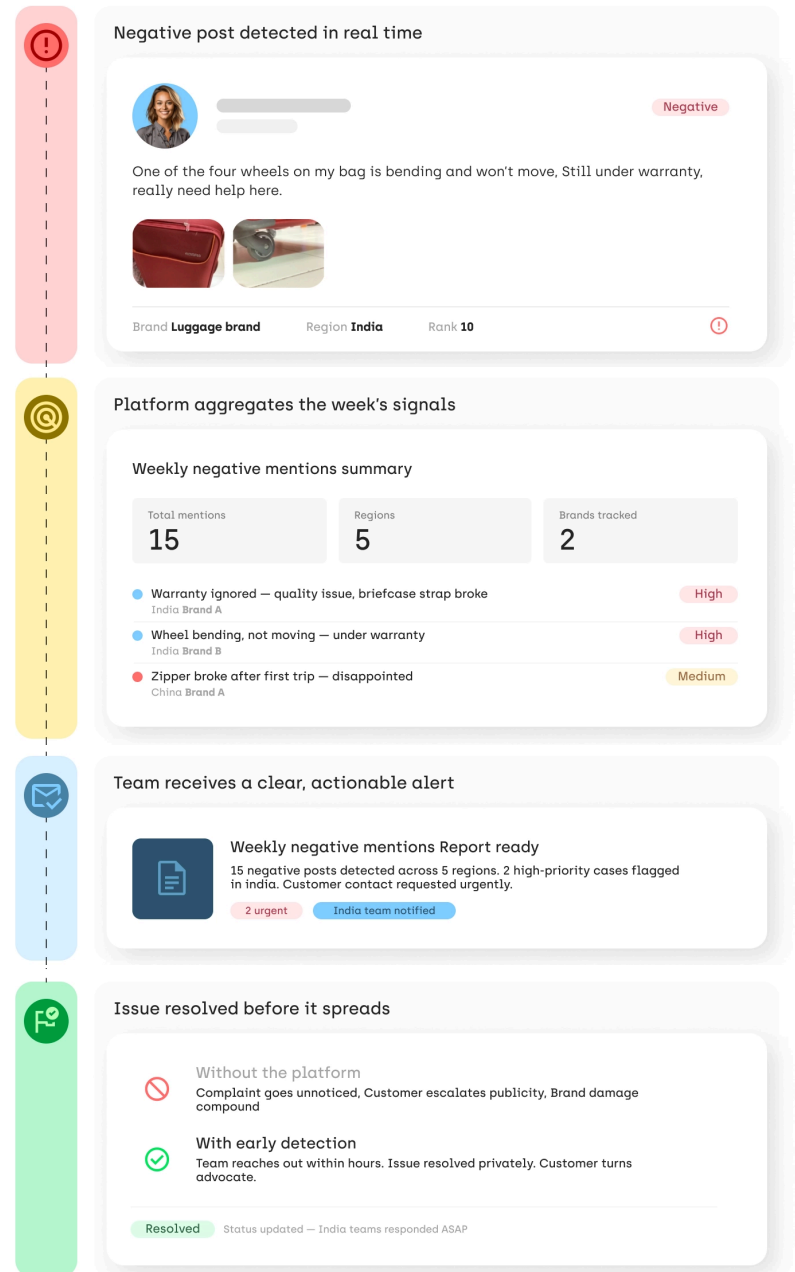 Negative post detected in real time
Negative
One of the four wheels on my bag is bending and won't move, Still under warranty,
really need help here.
Brand Luggage brand
Region India
Rank 10
Platform aggregates the week's signals
Weekly negative mentions summary
Total mentions
15
Regions
5
Brands tracked
2
Warranty ignored — quality issue, briefcase strap broke
High
India Brand A
Wheel bending, not moving — under warranty
High
India Brand B
Zipper broke after first trip — disappointed
Medium
China Brand A
Team receives a clear, actionable alert
Weekly negative mentions Report ready
15 negative posts detected across 5 regions. 2 high-priority cases flagged
in india. Customer contact requested urgently.
2 urgent
India team notified
Issue resolved before it spreads
Without the platform
Complaint goes unnoticed, Customer escalates publicity, Brand damage
compound
With early detection
Team reaches out within hours. Issue resolved privately. Customer turns
advocate.
Resolved
Status updated — India teams responded ASAP